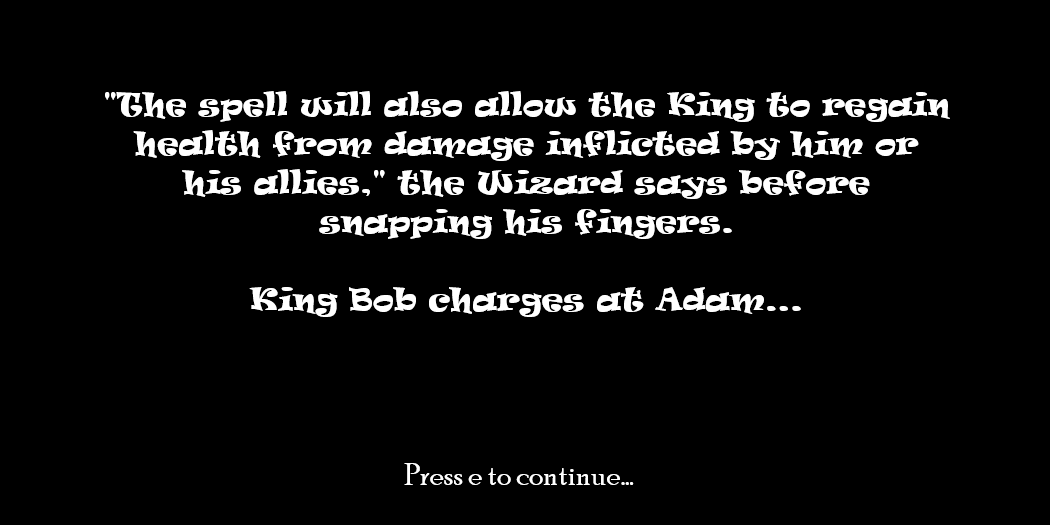 "The spell will also allow the King to regain
health from damage inflicted by him or
his allies," the Wizard says before
snapping his fingers.
King Bob charges at Adam...
Press e to continue...